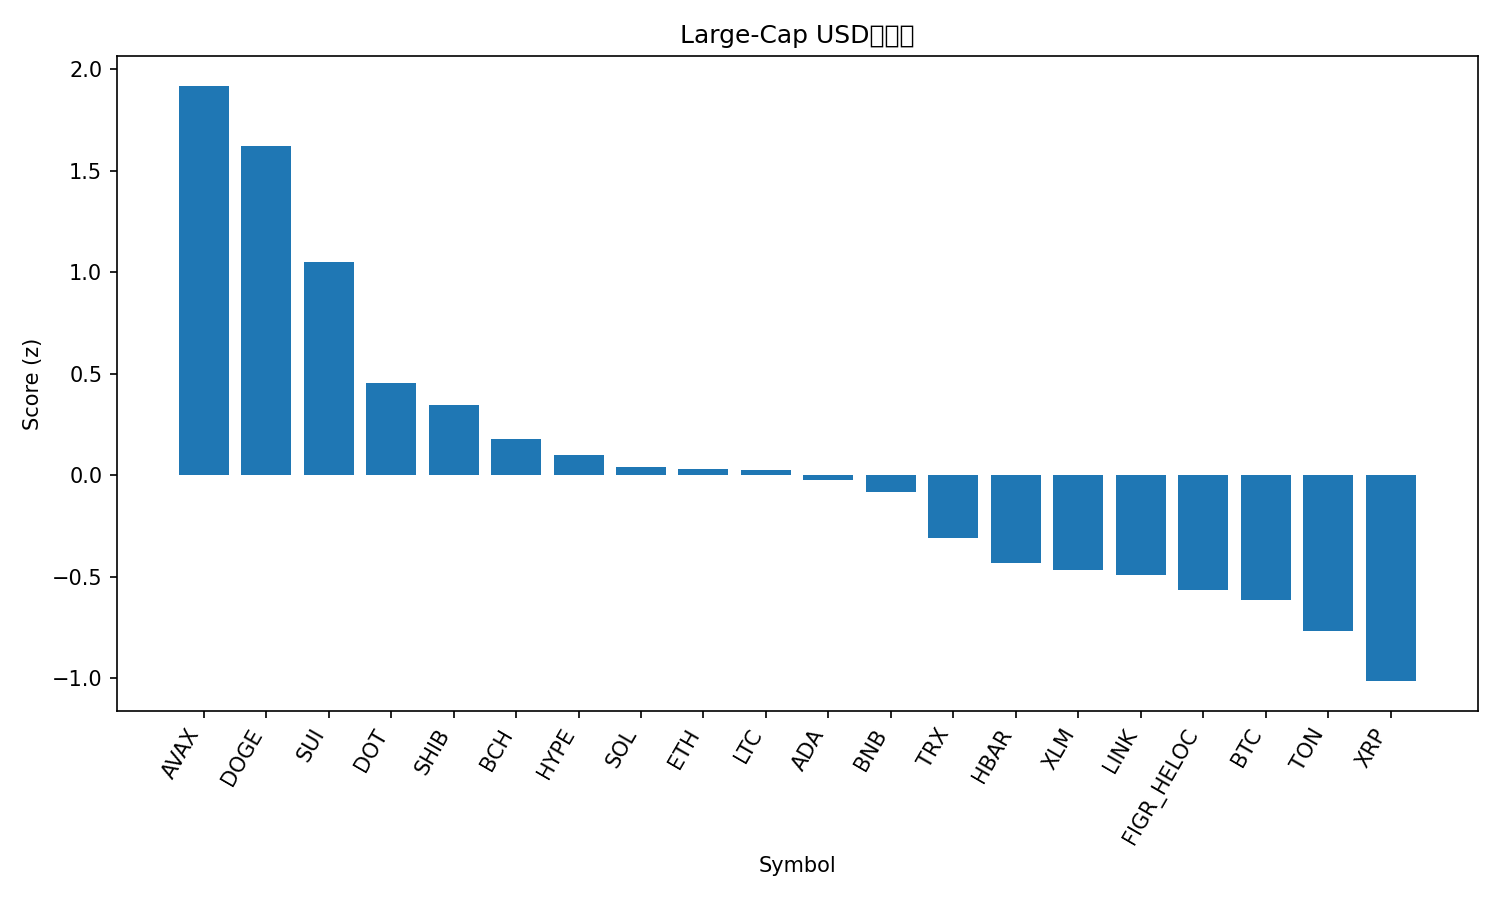 Large-Cap USD
Score (z)
2.0
1.5
1.0
0.5
0.0
−0.5
−1.0
AVAX
DOGE
SUI
DOT
SHIB
BCH
HYPE
SOL
ETH
LTC
ADA
BNB
TRX
HBAR
XLM
LINK
FIGR_HELOC
BTC
TON
XRP
Symbol